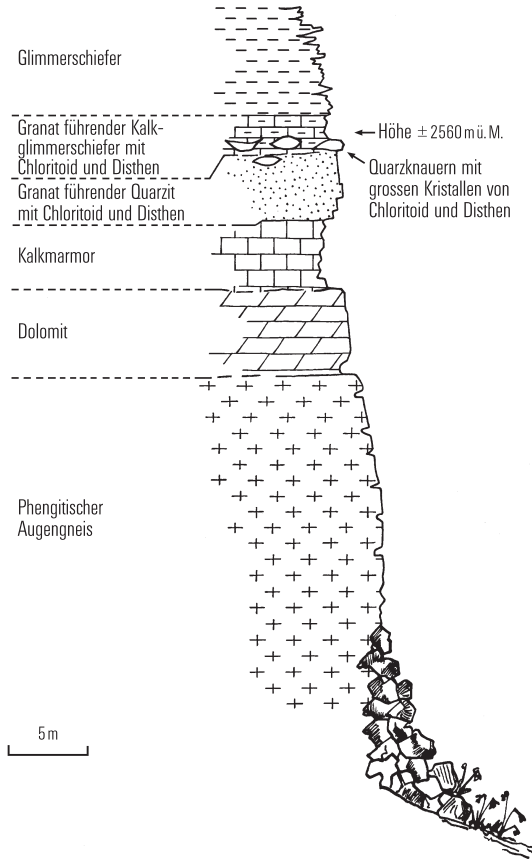 Glimmerschiefer
Granat führender Kalk-
glimmerschiefer mit
Chloritoid und Disthen
Höhe ± 2560 m ü. M.
Quarzknauern mit
grossen Kristallen von
Chloritoid und Disthen
Granat führender Quarzit
mit Chloritoid und Disthen
Kalkmarmor
Dolomit
Phengitischer
Augengneis
5 m